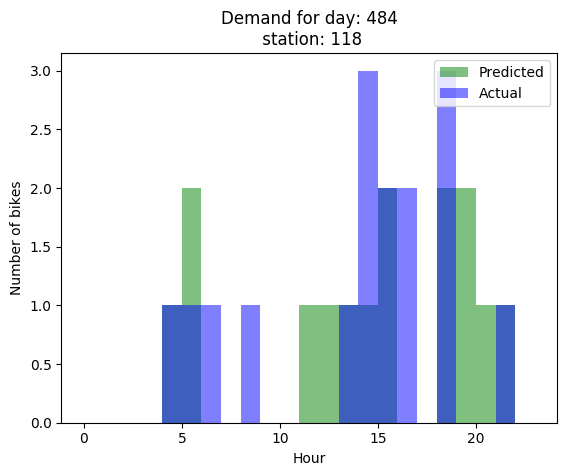 Demand for day: 484
station: 118
Predicted
Actual
Number of bikes
3.0
2.5
2.0
1.5
1.0
0.5
0.0
0
5
10
15
20
Hour